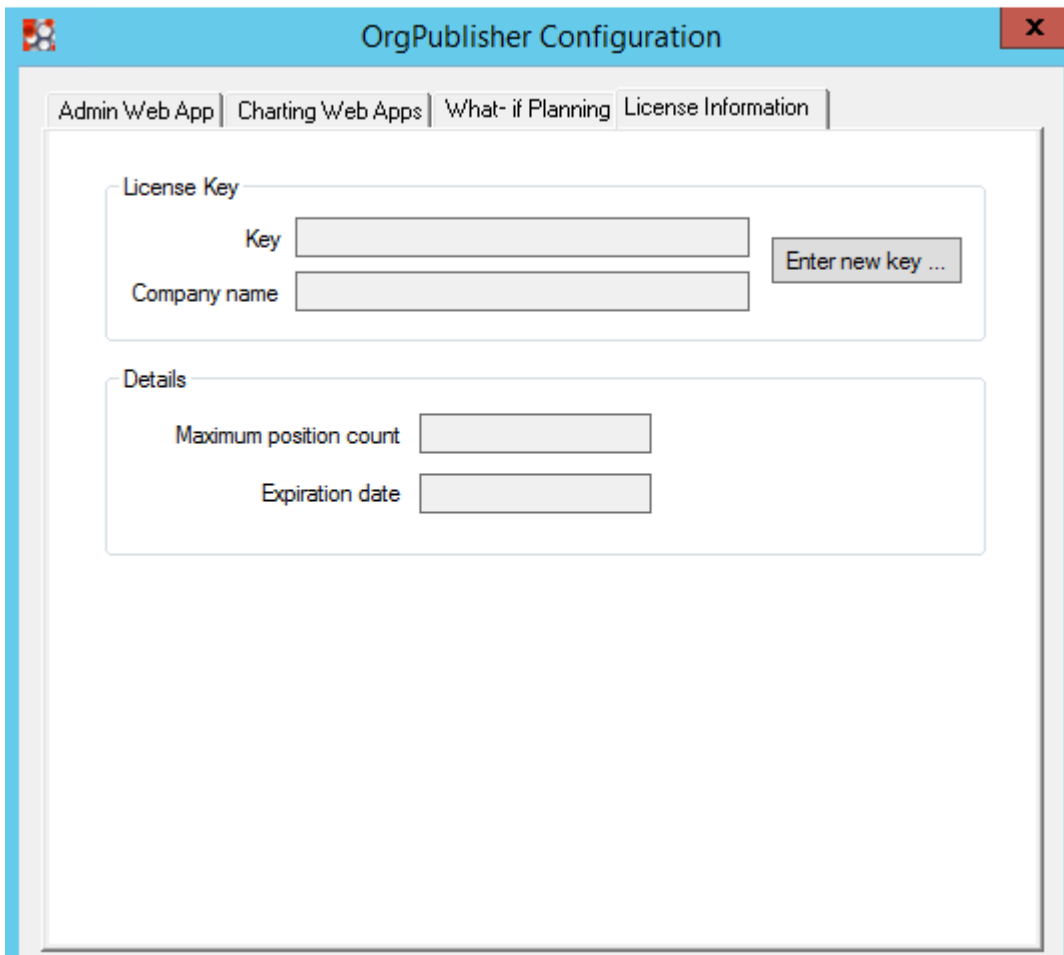 OrgPublisher Configuration
x
Admin Web App Charting Web Apps What- if Planning License Information
License Key
Key
Enter new key ...
Company name
Details
Maximum position count
Expiration date